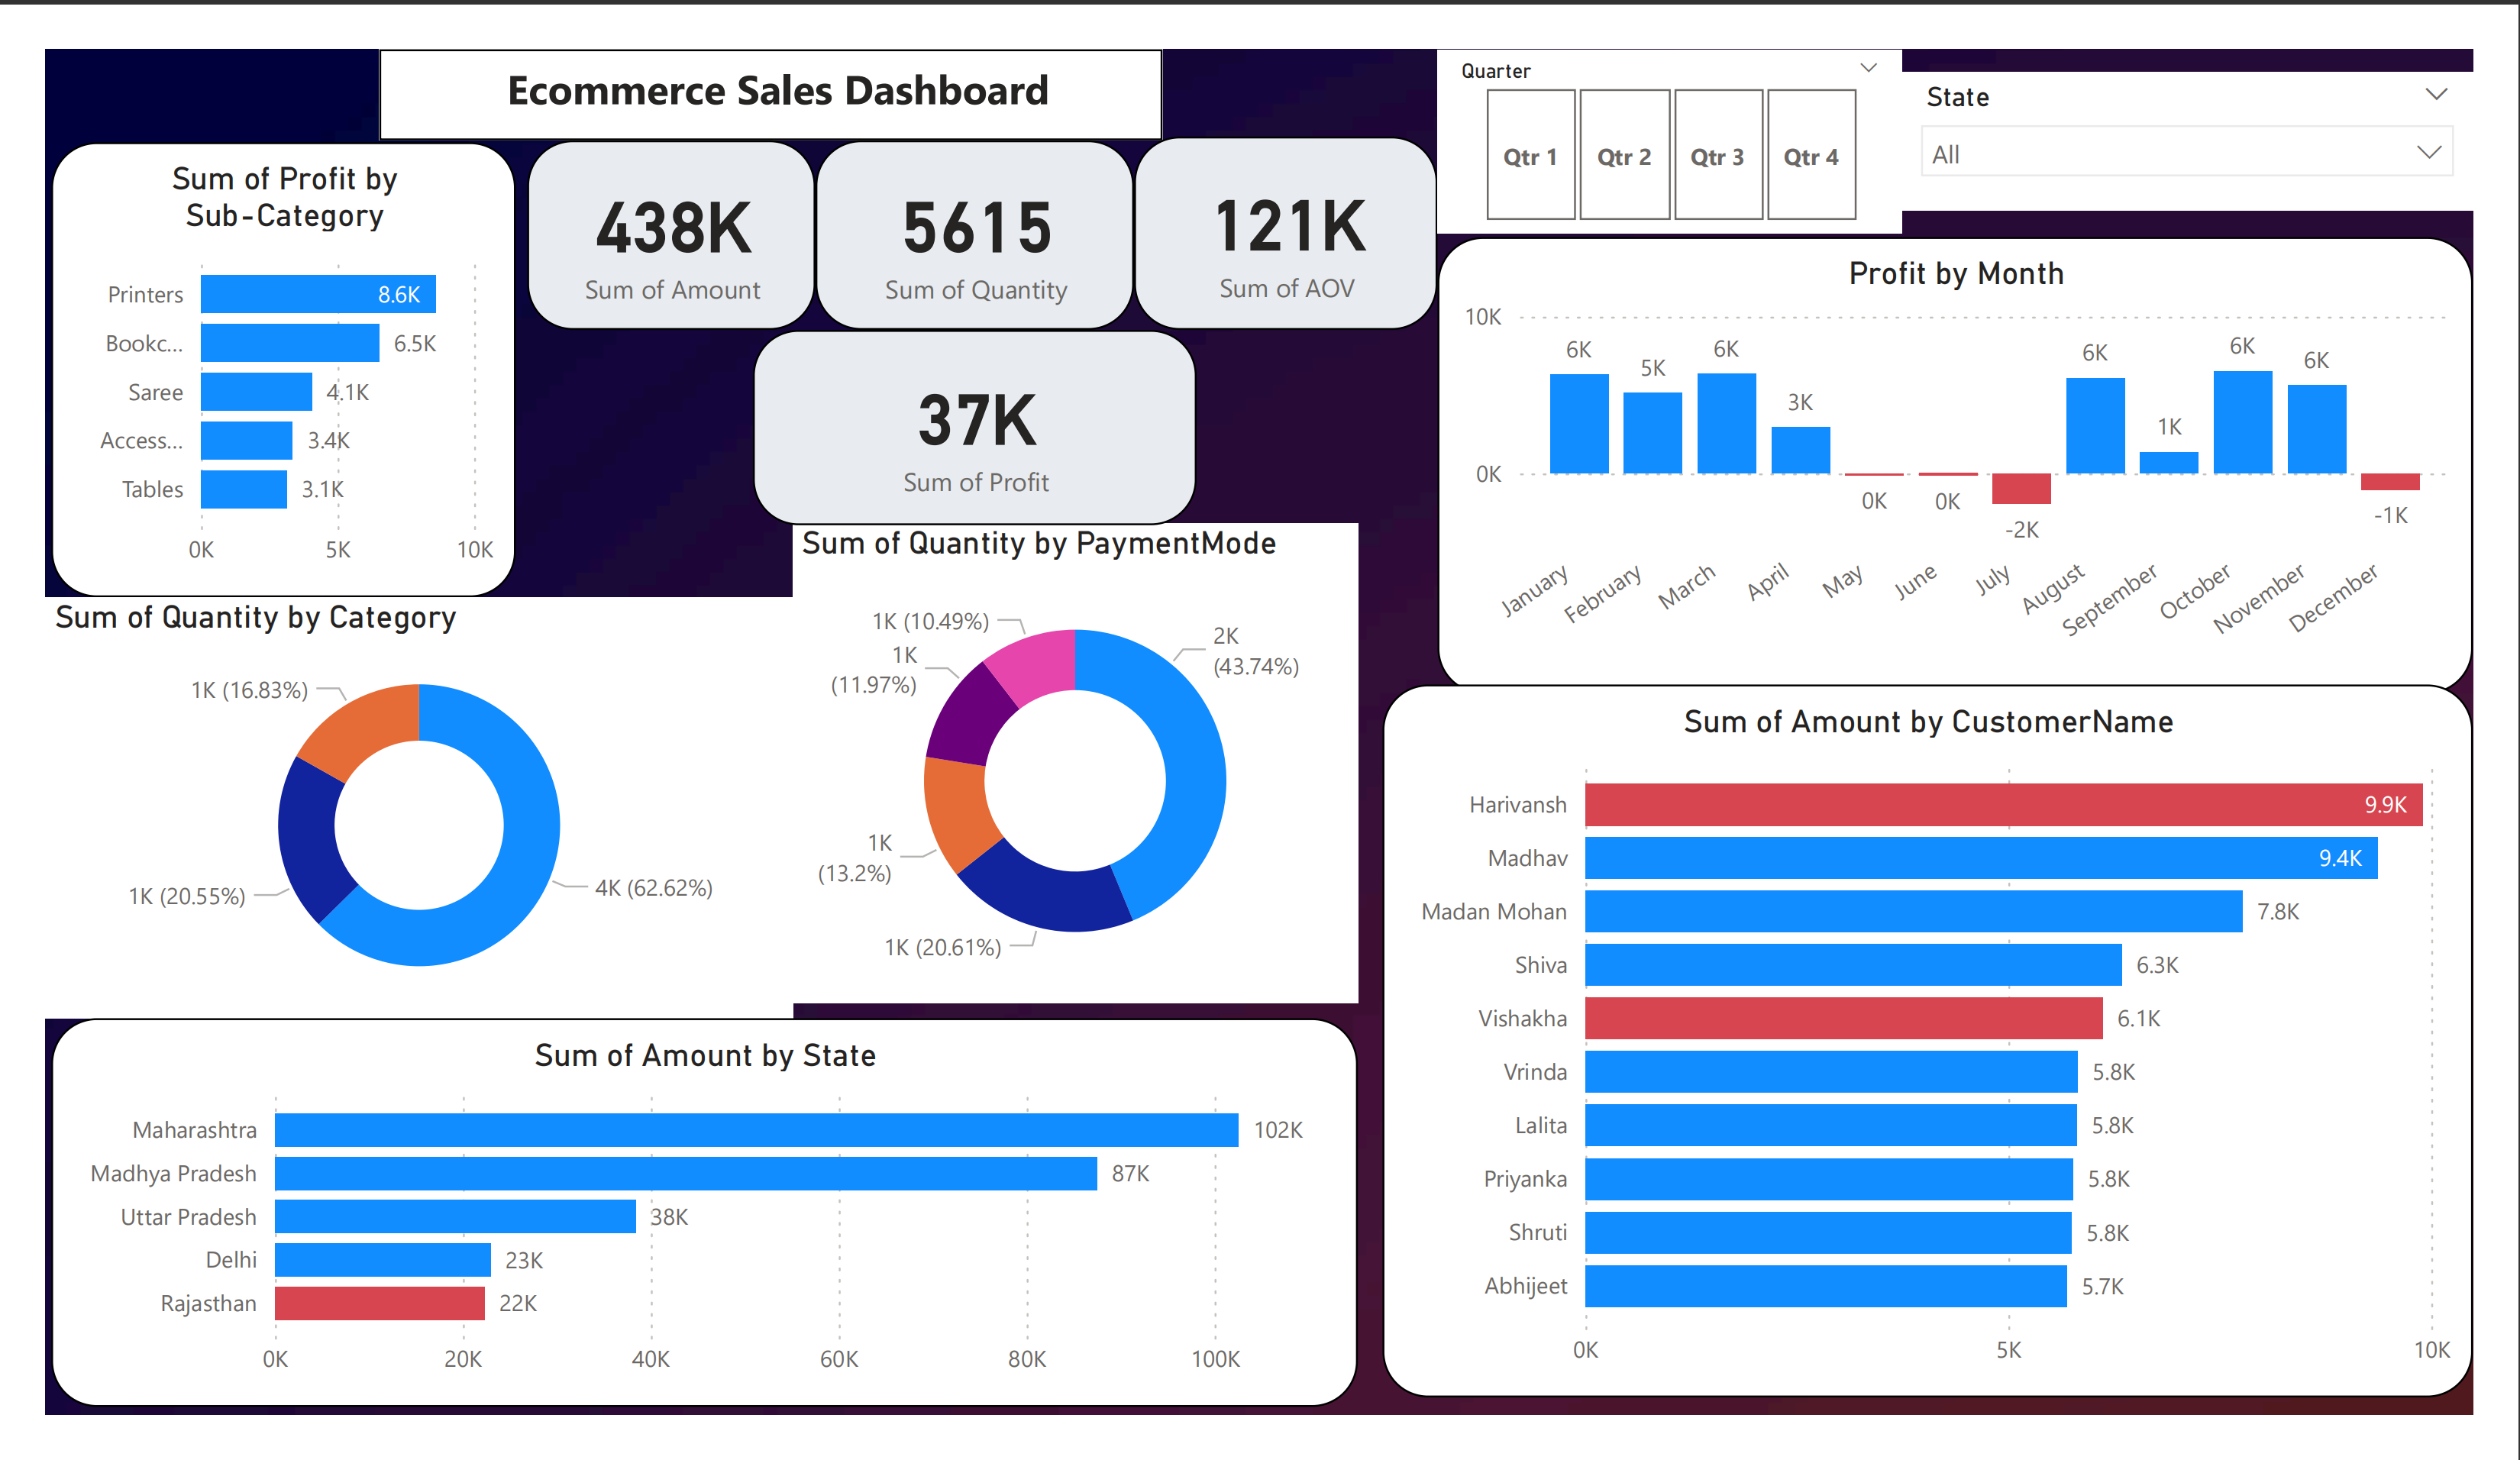 Ecommerce Sales Dashboard
Quarter
Qtr 1
Qtr 2
Qtr 3
Qtr 4
State
All
Sum of Profit by
Sub-Category
Printers
8.6K
Bookc...
6.5K
Saree
4.1K
Access...
3.4K
Tables
3.1K
0K
5K
10K
438K
Sum of Amount
5615
Sum of Quantity
121K
Sum of AOV
37K
Sum of Profit
Profit by Month
10K
0K
6K
5K
6K
3K
0K
0K
-2K
6K
1K
6K
6K
-1K
January
February
March
April
May
June
July
August
September
October
November
December
Sum of Quantity by Category
1K (16.83%)
1K (20.55%)
4K (62.62%)
Sum of Quantity by PaymentMode
1K (10.49%)
1K
(11.97%)
1K
(13.2%)
1K (20.61%)
2K
(43.74%)
Sum of Amount by CustomerName
Harivansh
9.9K
Madhav
9.4K
Madan Mohan
7.8K
Shiva
6.3K
Vishakha
6.1K
Vrinda
5.8K
Lalita
5.8K
Priyanka
5.8K
Shruti
5.8K
Abhijeet
5.7K
0K
5K
10K
Sum of Amount by State
Maharashtra
102K
Madhya Pradesh
87K
Uttar Pradesh
38K
Delhi
23K
Rajasthan
22K
0K
20K
40K
60K
80K
100K